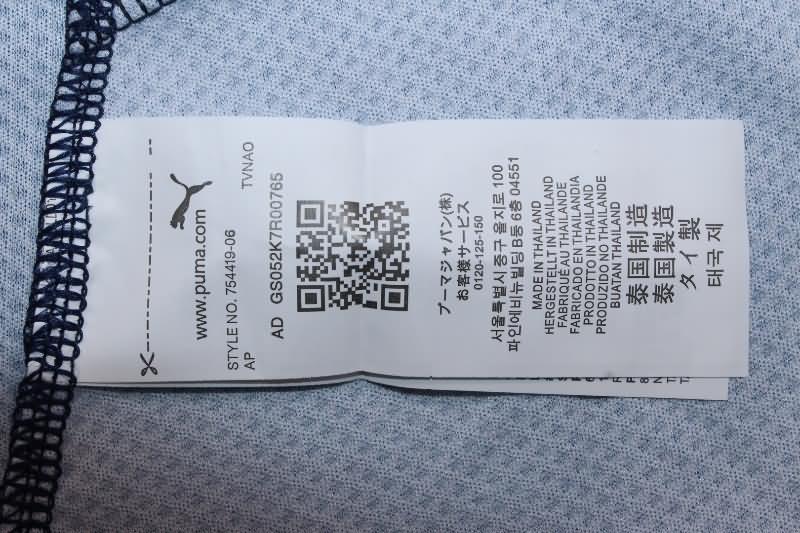 www.puma.com
STYLE NO. 754419-06
AP TVNAO
AD GS052K7R00765
プーマジャパン(株)
お客様サービス
0120-125-150
서울특별시 중구 을지로 100
파인에비뉴빌딩 B동 6층 04551
MADE IN THAILAND
HERGESTELLT IN THAILAND
FABRIQUÉ AU THAILANDE
FABRICADO EN TAILANDIA
PRODOTTO IN THAILAND
PRODUZIDO NO THAILANDE
BUATAN THAILAND
泰国制造
泰国製造
タイ製
태국 제